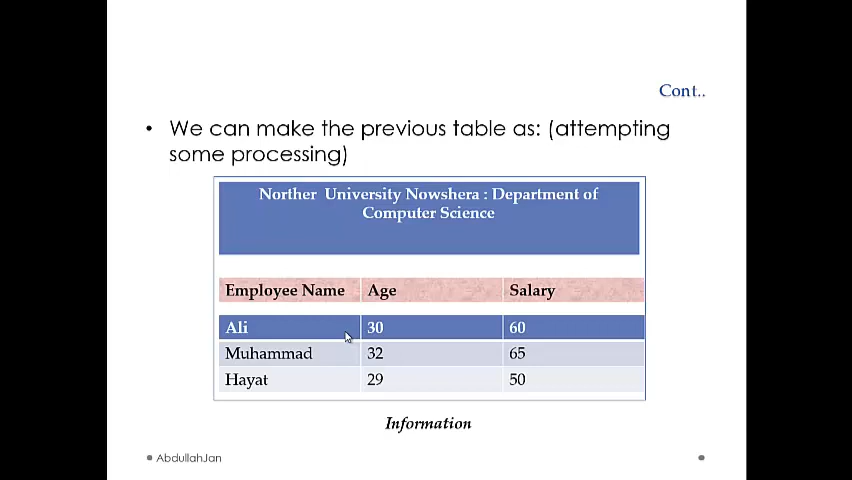 Cont..
• We can make the previous table as: (attempting
some processing)
Norther University Nowshera : Department of
Computer Science
Employee Name Age Salary
Ali 30 60
Muhammad 32 65
Hayat 29 50
Information
AbdullahJan